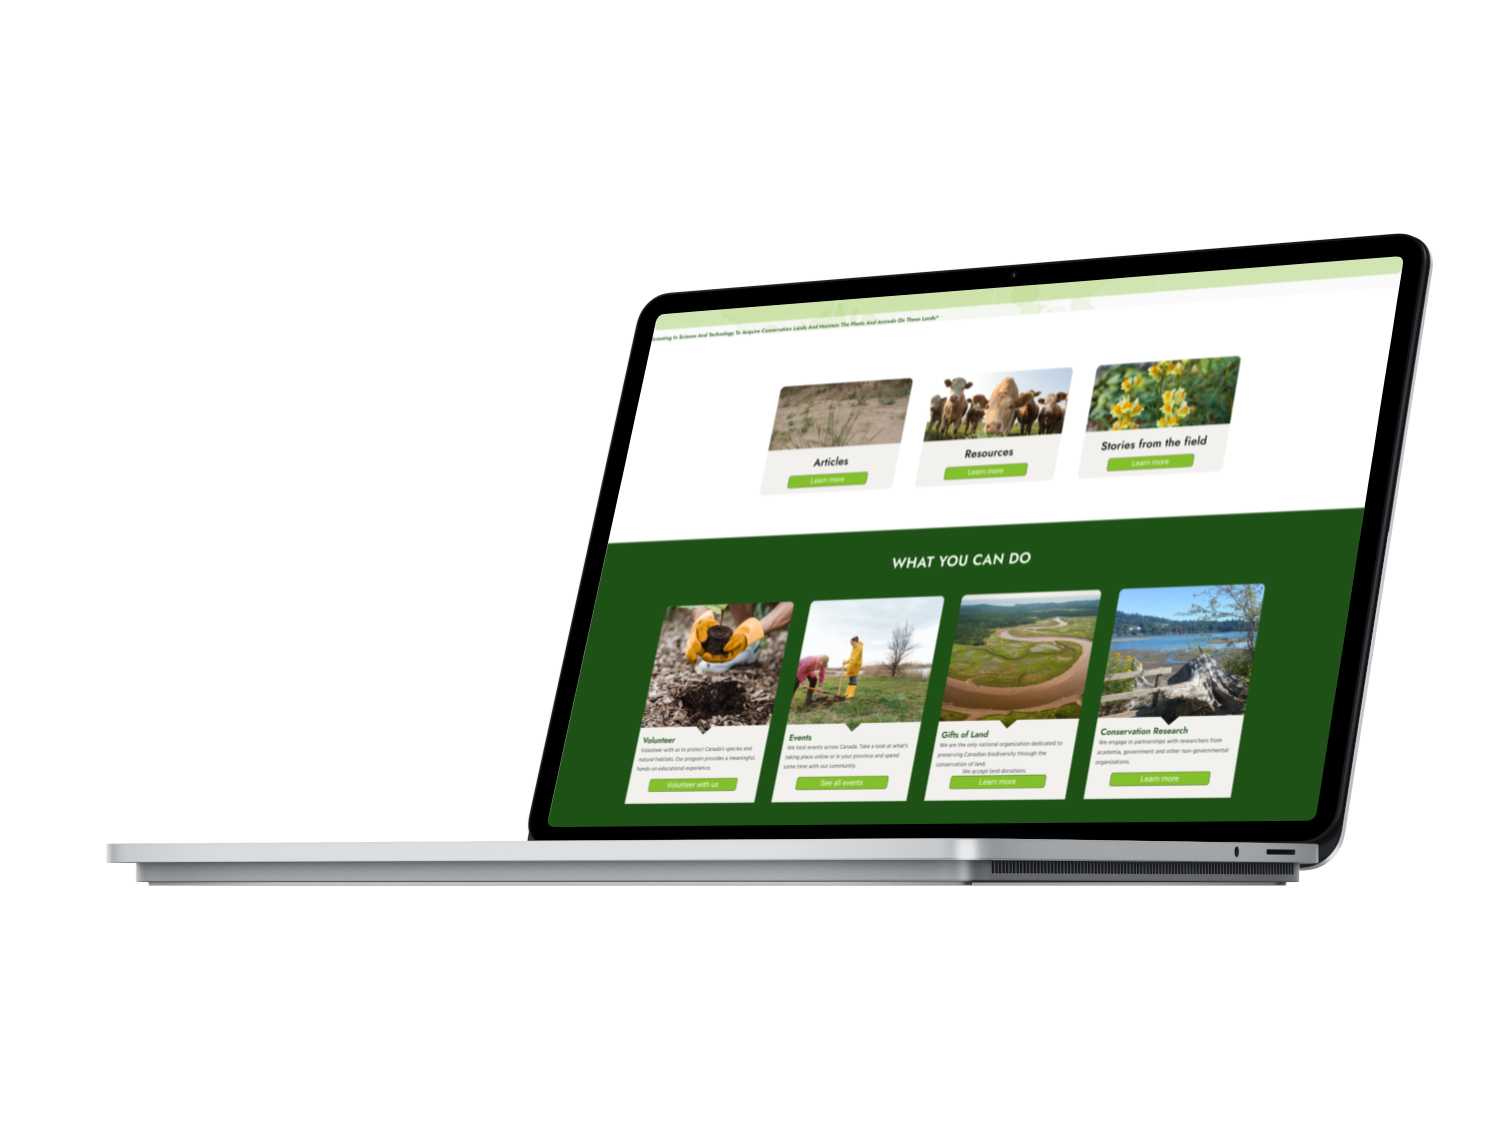 Investing In Science And Technology To Acquire Conservation Lands And Maintain The Plants And Animals On These Lands"
Articles
Learn more
Resources
Learn more
Stories from the field
Learn more
WHAT YOU CAN DO
Volunteer
Volunteer with us to protect Canada's species and
natural habitats. Our program provides a meaningful,
hands-on educational experience.
Volunteer with us
Events
We host events across Canada. Take a look at what's
taking place online or in your province and spend
some time with our community.
See all events
Gifts of Land
We are the only national organization dedicated to
preserving Canadian biodiversity through the
conservation of land.
We accept land donations.
Learn more
Conservation Research
We engage in partnerships with researchers from
academia, government and other non-governmental
organizations.
Learn more